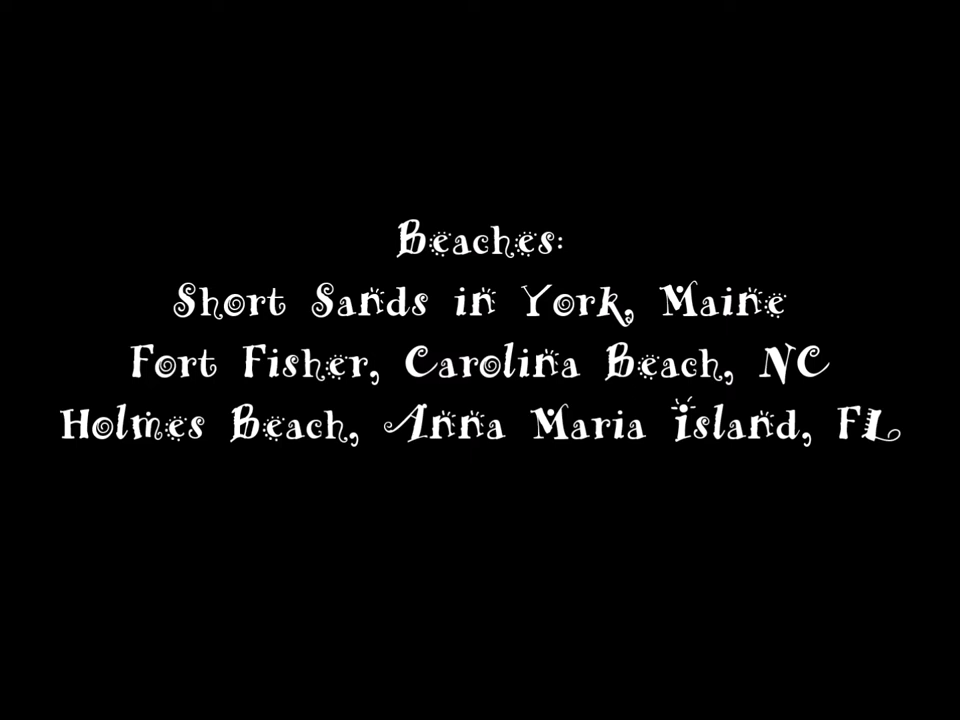 Beaches:
Short Sands in York, Maine
Fort Fisher, Carolina Beach, NC
Holmes Beach, Anna Maria Island, FL